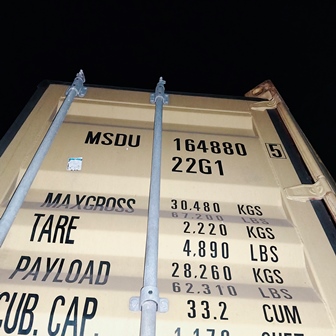 MSDU 164880 5
22G1
MAXGROSS 30.480 KGS
67.200 LBS
TARE 2.220 KGS
4.890 LBS
PAYLOAD 28.260 KGS
62.310 LBS
CUB. CAP. 33.2 CUM